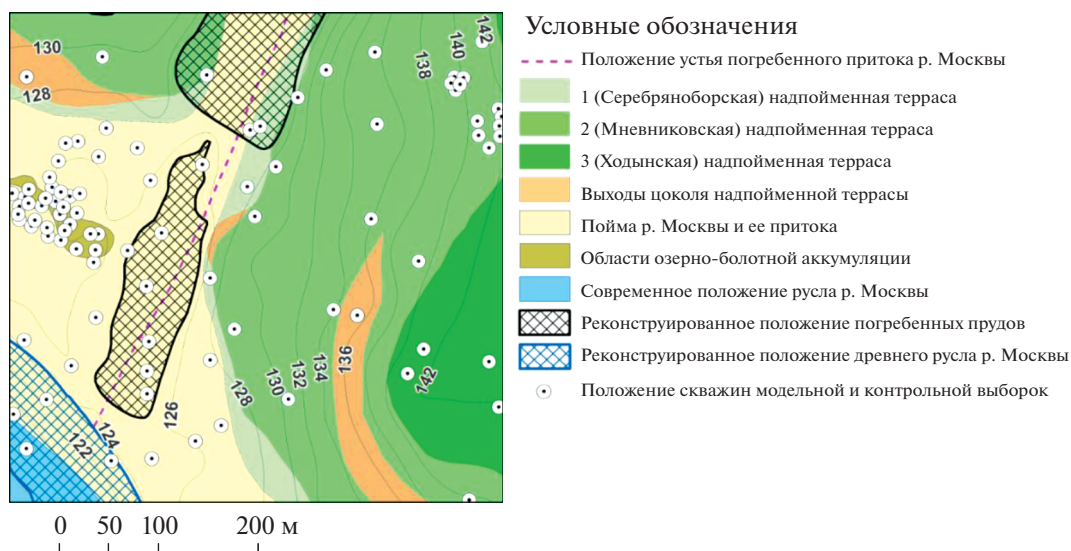 Условные обозначения
Положение устья погребенного притока р. Москвы
1 (Серебряноборская) надпойменная терраса
2 (Мневниковская) надпойменная терраса
3 (Ходынская) надпойменная терраса
Выходы цоколя надпойменной террасы
Пойма р. Москвы и ее притока
Области озерно-болотной аккумуляции
Современное положение русла р. Москвы
Реконструированное положение погребенных прудов
Реконструированное положение древнего русла р. Москвы
Положение скважин модельной и контрольной выборок
130
128
138
140
142
136
134
132
130
128
142
126
124
122
0 50 100 200 м